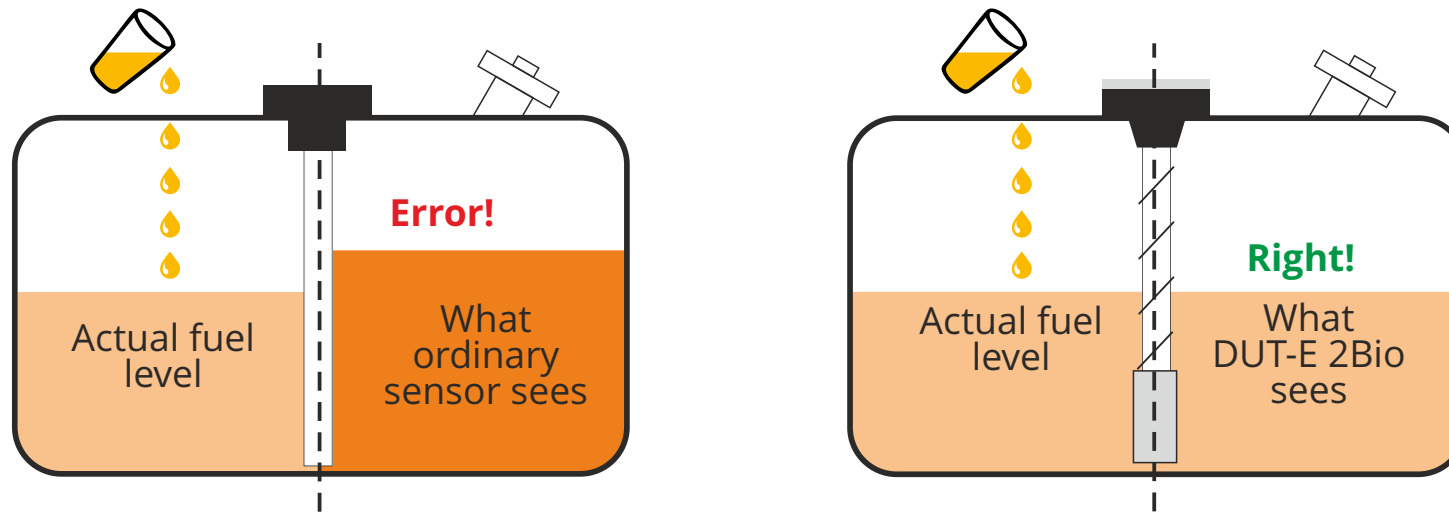 Error!
Actual fuel
level
What
ordinary
sensor sees
Right!
Actual fuel
level
What
DUT-E 2Bio
sees